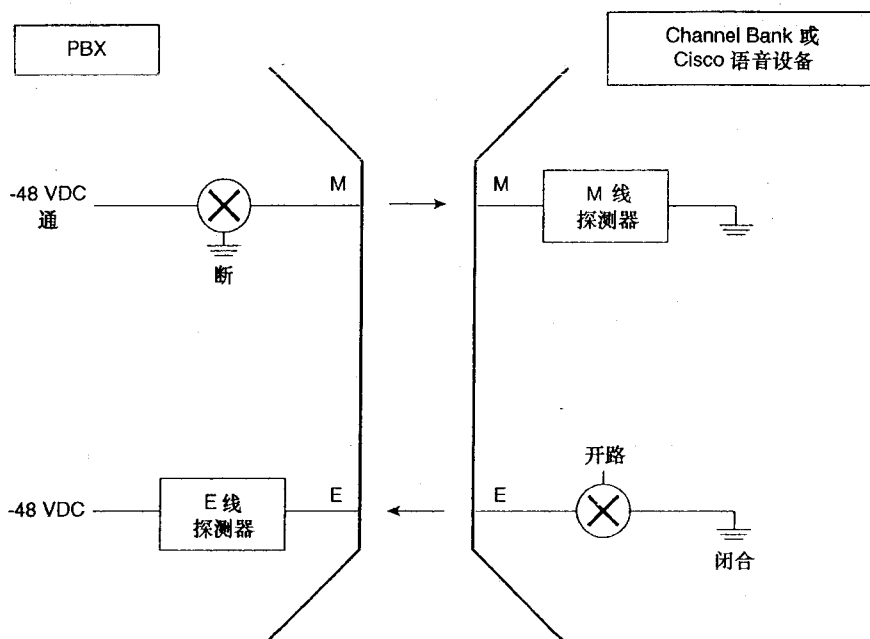 PBX
Channel Bank 或
Cisco 语音设备
-48 VDC
通
断
M
M
M 线
探测器
开路
-48 VDC
E 线
探测器
E
E
闭合